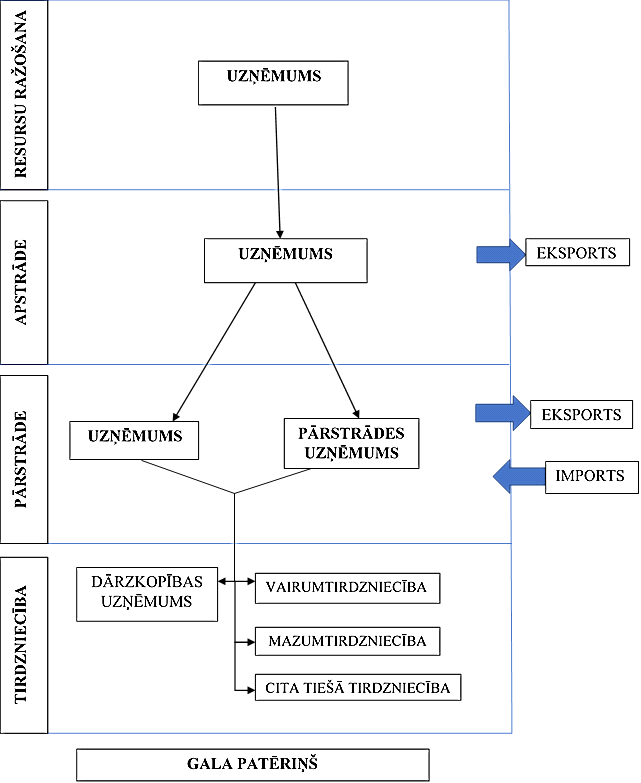 RESURSU RAŽOŠANA
UZŅĒMUMS
APSTRĀDE
UZŅĒMUMS
EKSPORTS
PĀRSTRĀDE
UZŅĒMUMS
PĀRSTRĀDES
UZŅĒMUMS
EKSPORTS
IMPORTS
TIRDZNIECĪBA
DĀRZKOPĪBAS
UZŅĒMUMS
VAIRUMTIRDZNIECĪBA
MAZUMTIRDZNIECĪBA
CITA TIEŠĀ TIRDZNIECĪBA
GALA PATĒRIŅŠ